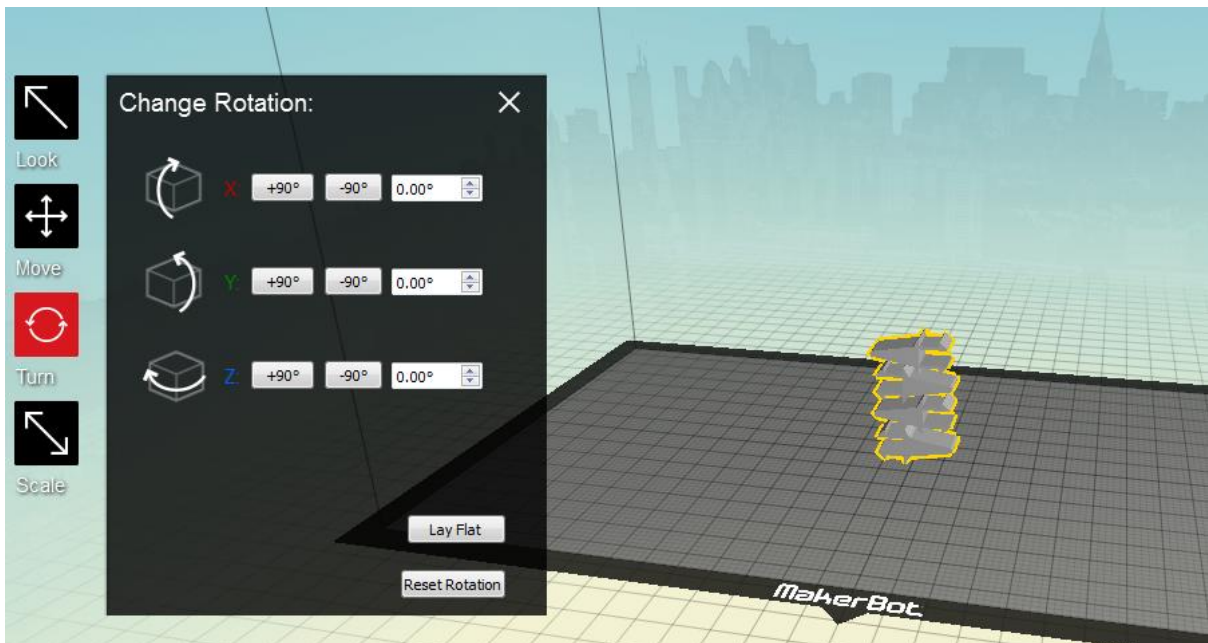 Look
Move
Turn
Scale
Change Rotation:
X: +90° -90° 0.00°
Y: +90° -90° 0.00°
Z: +90° -90° 0.00°
Lay Flat
Reset Rotation
MakerBot